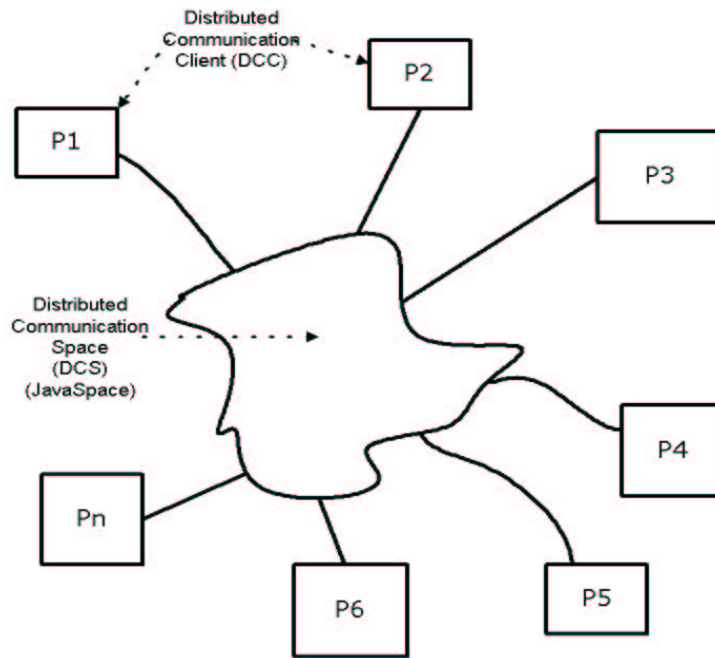 Distributed
Communication
Client (DCC)
P2
P1
P3
Distributed
Communication
Space
(DCS)
(JavaSpace)
P4
Pn
P6
P5